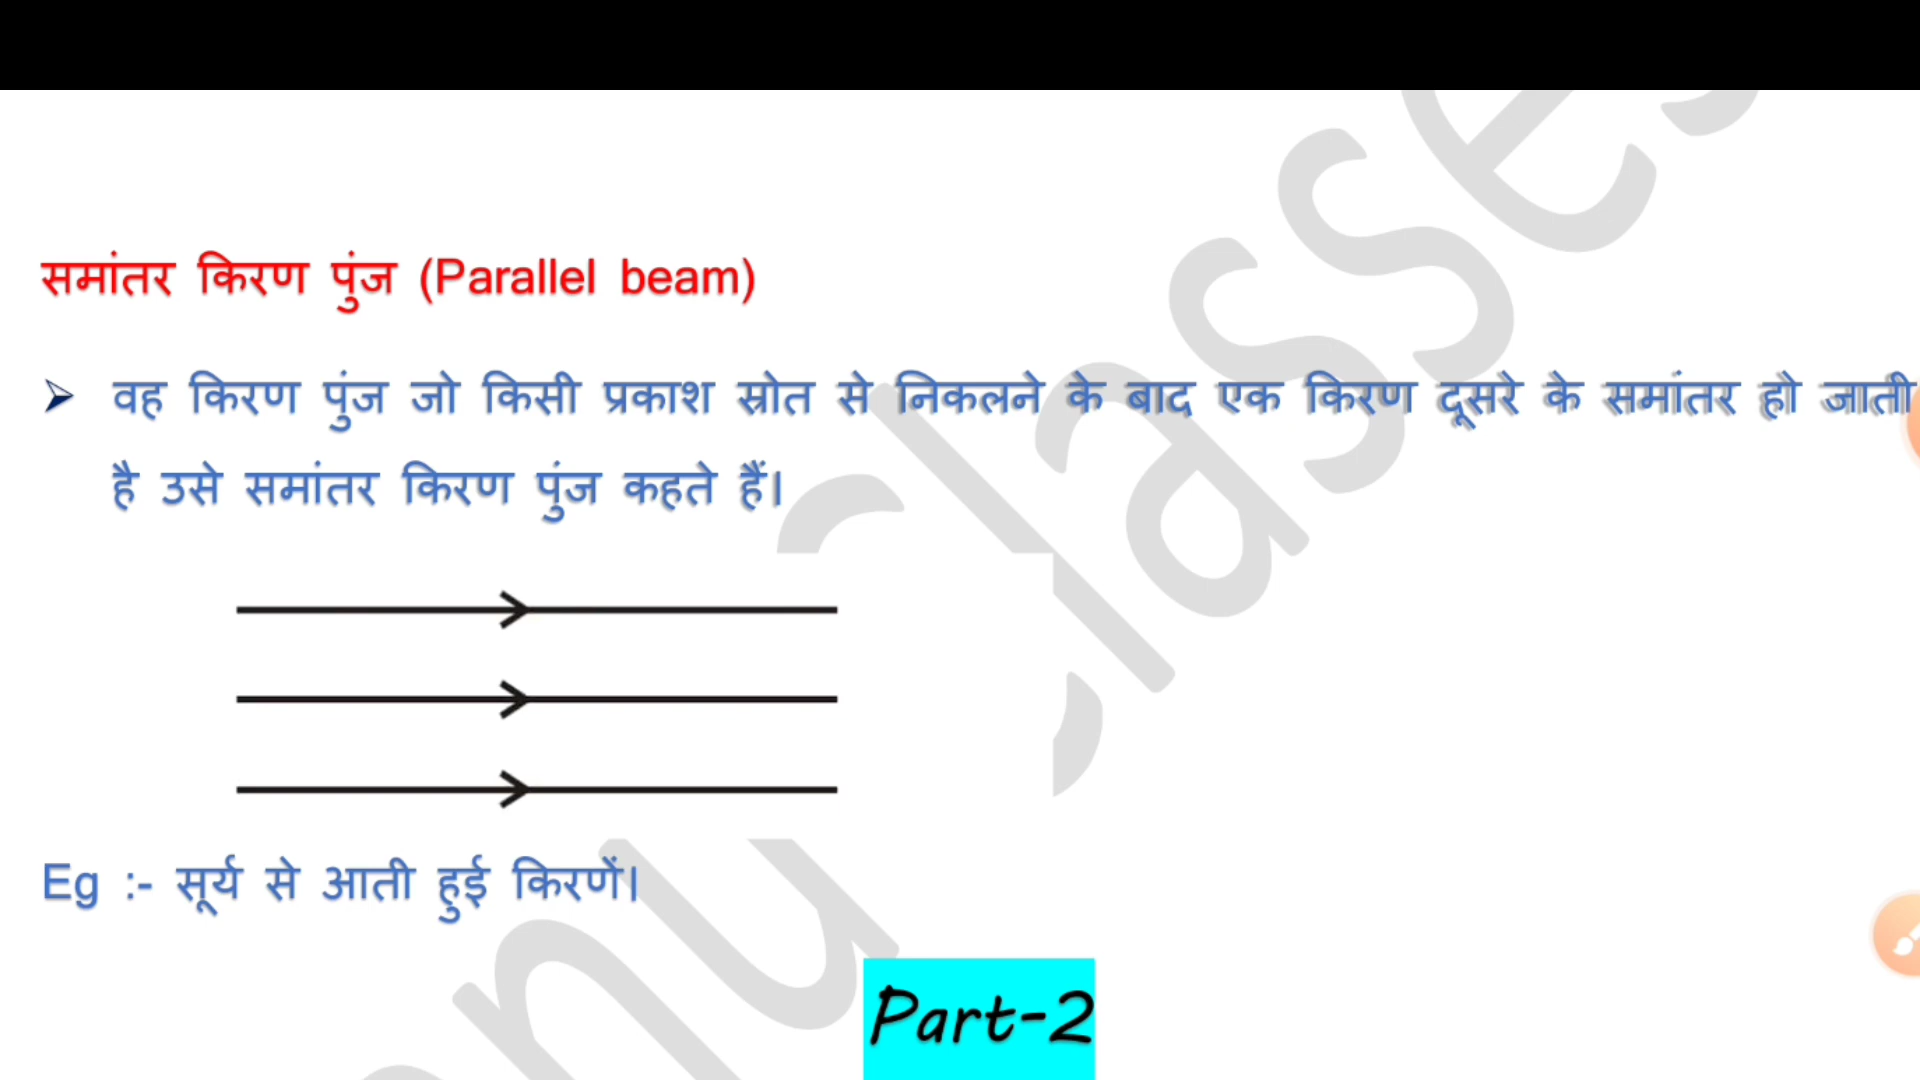 समांतर किरण पुंज (Parallel beam)
➢ वह किरण पुंज जो किसी प्रकाश स्रोत से निकलने के बाद एक किरण दूसरे के समांतर हो जाती
है उसे समांतर किरण पुंज कहते हैं।
Eg :- सूर्य से आती हुई किरणें।
Part-2